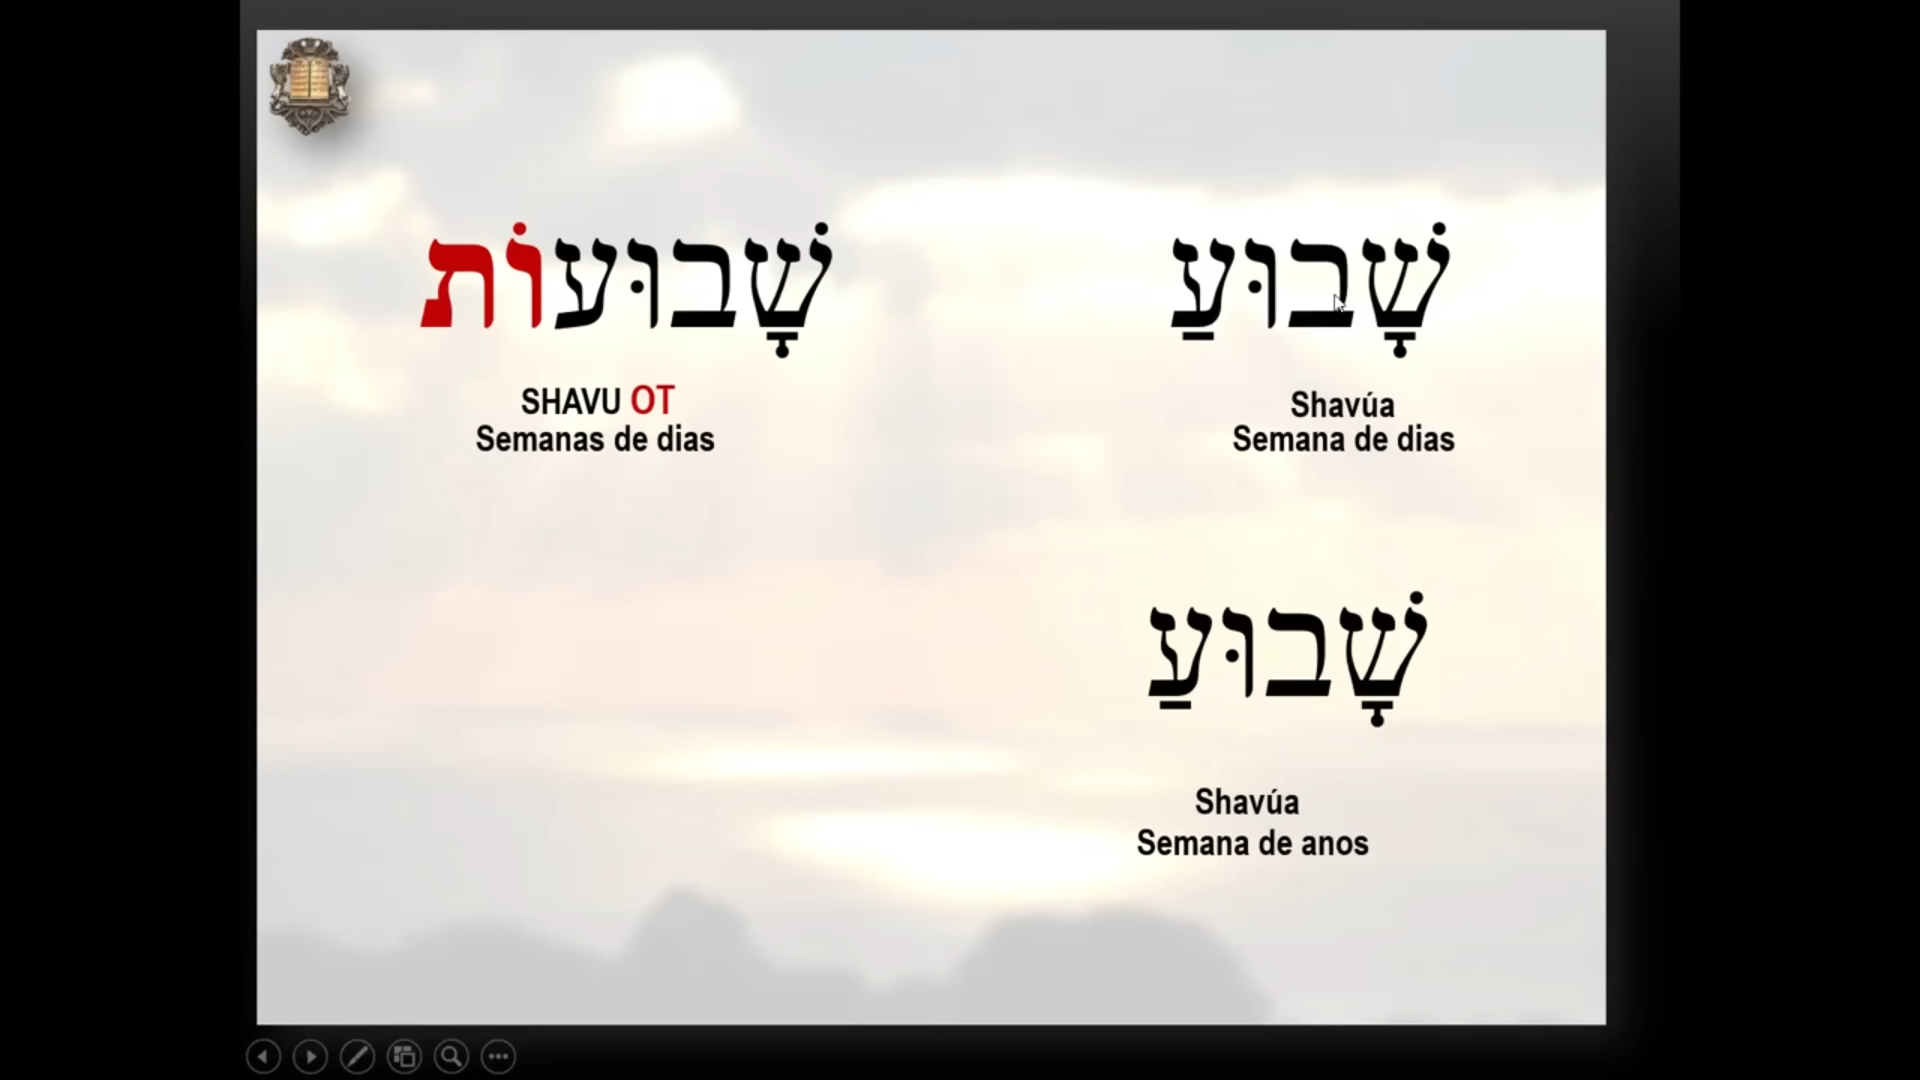 שָׁבוּעַ
Shavúa
Semana de dias
שָׁבוּעוֹת
SHAVU OT
Semanas de dias
שָׁבוּעַ
Shavúa
Semana de anos